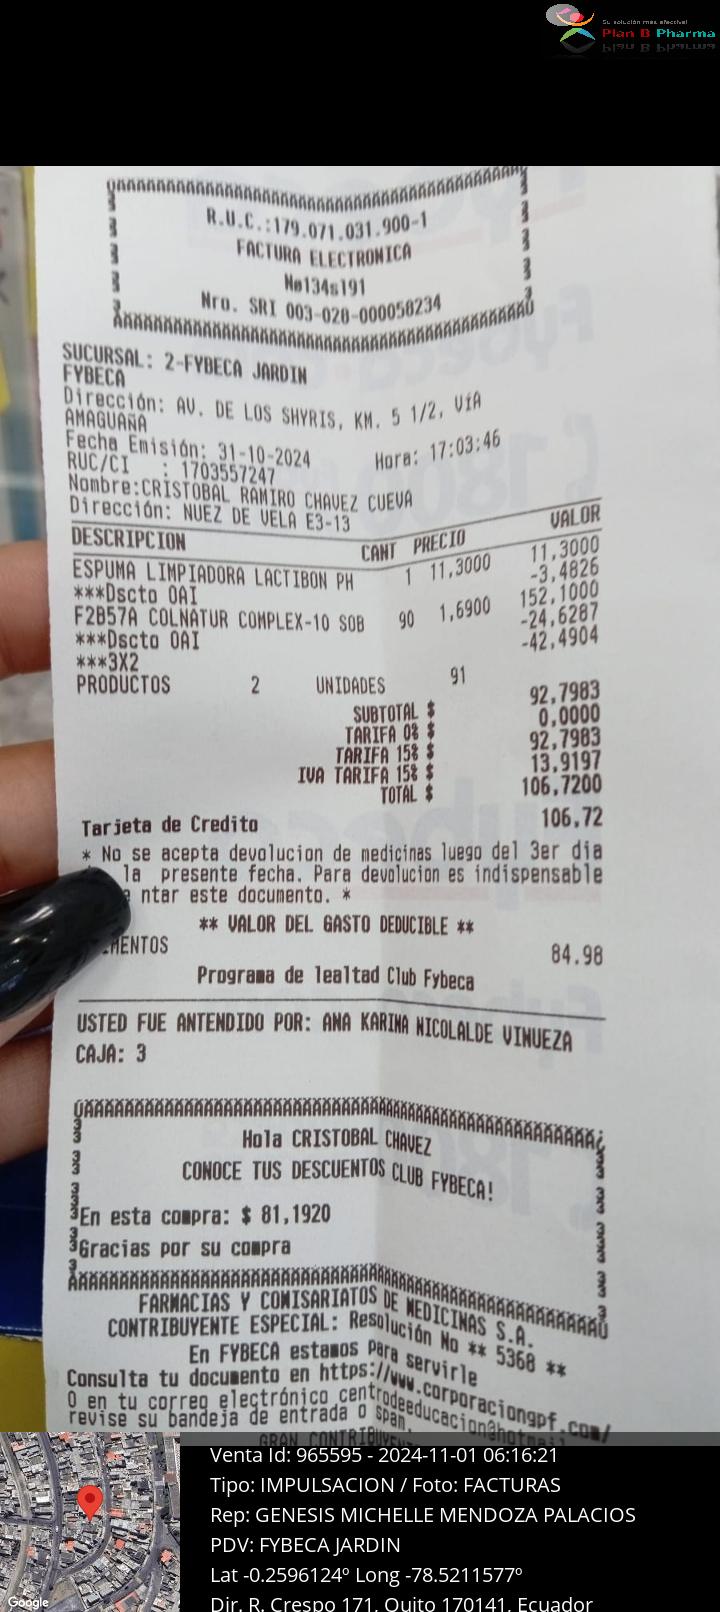 Su solución más efectiva!
Plan B Pharma
R.U.C.:179.071.031.900-1
FACTURA ELECTRONICA
Nø134s191
Nro. SRI 003-028-000058234
SUCURSAL: 2-FYBECA JARDIN
FYBECA
Dirección: AV. DE LOS SHYRIS, KM. 5 1/2, VíA
AMAGUAñA
Fecha Emisión: 31-10-2024 Hora: 17:03:46
RUC/CI : 1703557247
Nombre:CRISTOBAL RAMIRO CHAVEZ CUEVA
Dirección: NUEZ DE VELA E3-13
DESCRIPCION CANT PRECIO VALOR
ESPUMA LIMPIADORA LACTIBON PH 1 11,3000 11,3000
***Dscto OAI -3,4826
F2B57A COLNATUR COMPLEX-10 SOB 90 1,6900 152,1000
***Dscto OAI -24,6287
***3X2 -42,4904
PRODUCTOS 2 UNIDADES 91
SUBTOTAL $ 92,7983
TARIFA 0% $ 0,0000
TARIFA 15% $ 92,7983
IVA TARIFA 15% $ 13,9197
TOTAL $ 106,7200
Tarjeta de Credito 106,72
* No se acepta devolucion de medicinas luego del 3er dia
la presente fecha. Para devolucion es indispensable
ntar este documento. *
** VALOR DEL GASTO DEDUCIBLE **
MENTOS 84.98
Programa de lealtad Club Fybeca
USTED FUE ANTENDIDO POR: ANA KARINA NICOLALDE VINUEZA
CAJA: 3
Hola CRISTOBAL CHAVEZ
CONOCE TUS DESCUENTOS CLUB FYBECA!
En esta compra: $ 81,1920
Gracias por su compra
FARMACIAS Y COMISARIATOS DE MEDICINAS S.A.
CONTRIBUYENTE ESPECIAL: Resolución No ** 5368 **
En FYBECA estamos para servirle
Consulta tu documento en https://www.corporaciongpf.com/
O en tu correo electrónico centrodeeducacion@hotmail
revise su bandeja de entrada o spam.
GRAN CONTRIBUYEN
Venta Id: 965595 - 2024-11-01 06:16:21
Tipo: IMPULSACION / Foto: FACTURAS
Rep: GENESIS MICHELLE MENDOZA PALACIOS
PDV: FYBECA JARDIN
Lat -0.2596124º Long -78.5211577º
Dir. R. Crespo 171, Quito 170141, Ecuador
Google